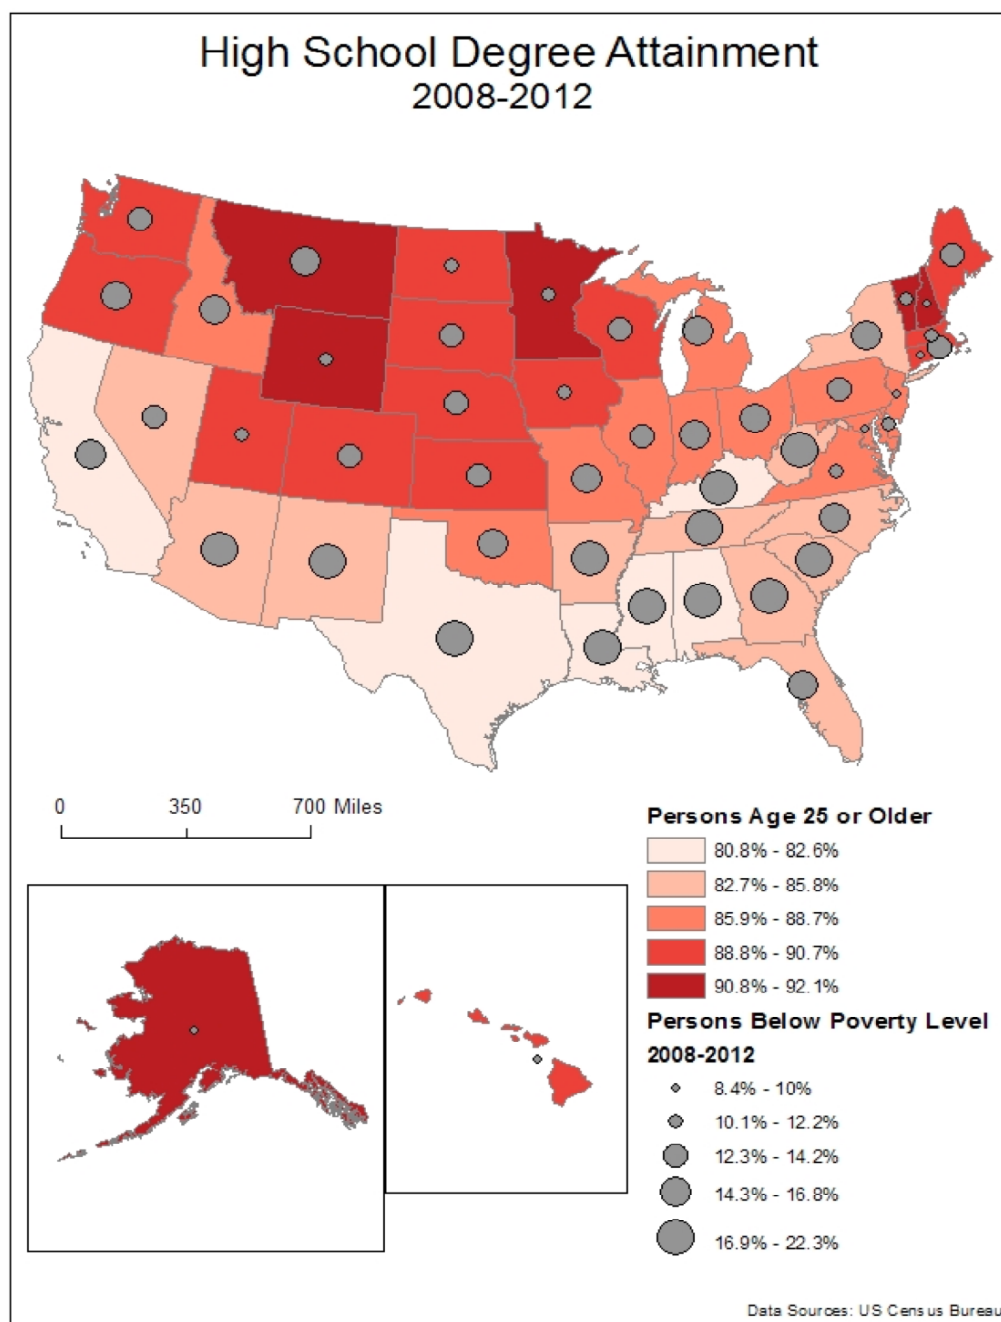 High School Degree Attainment
2008-2012
0 350 700 Miles
Persons Age 25 or Older
80.8% - 82.6%
82.7% - 85.8%
85.9% - 88.7%
88.8% - 90.7%
90.8% - 92.1%
Persons Below Poverty Level
2008-2012
8.4% - 10%
10.1% - 12.2%
12.3% - 14.2%
14.3% - 16.8%
16.9% - 22.3%
Data Sources: US Census Bureau